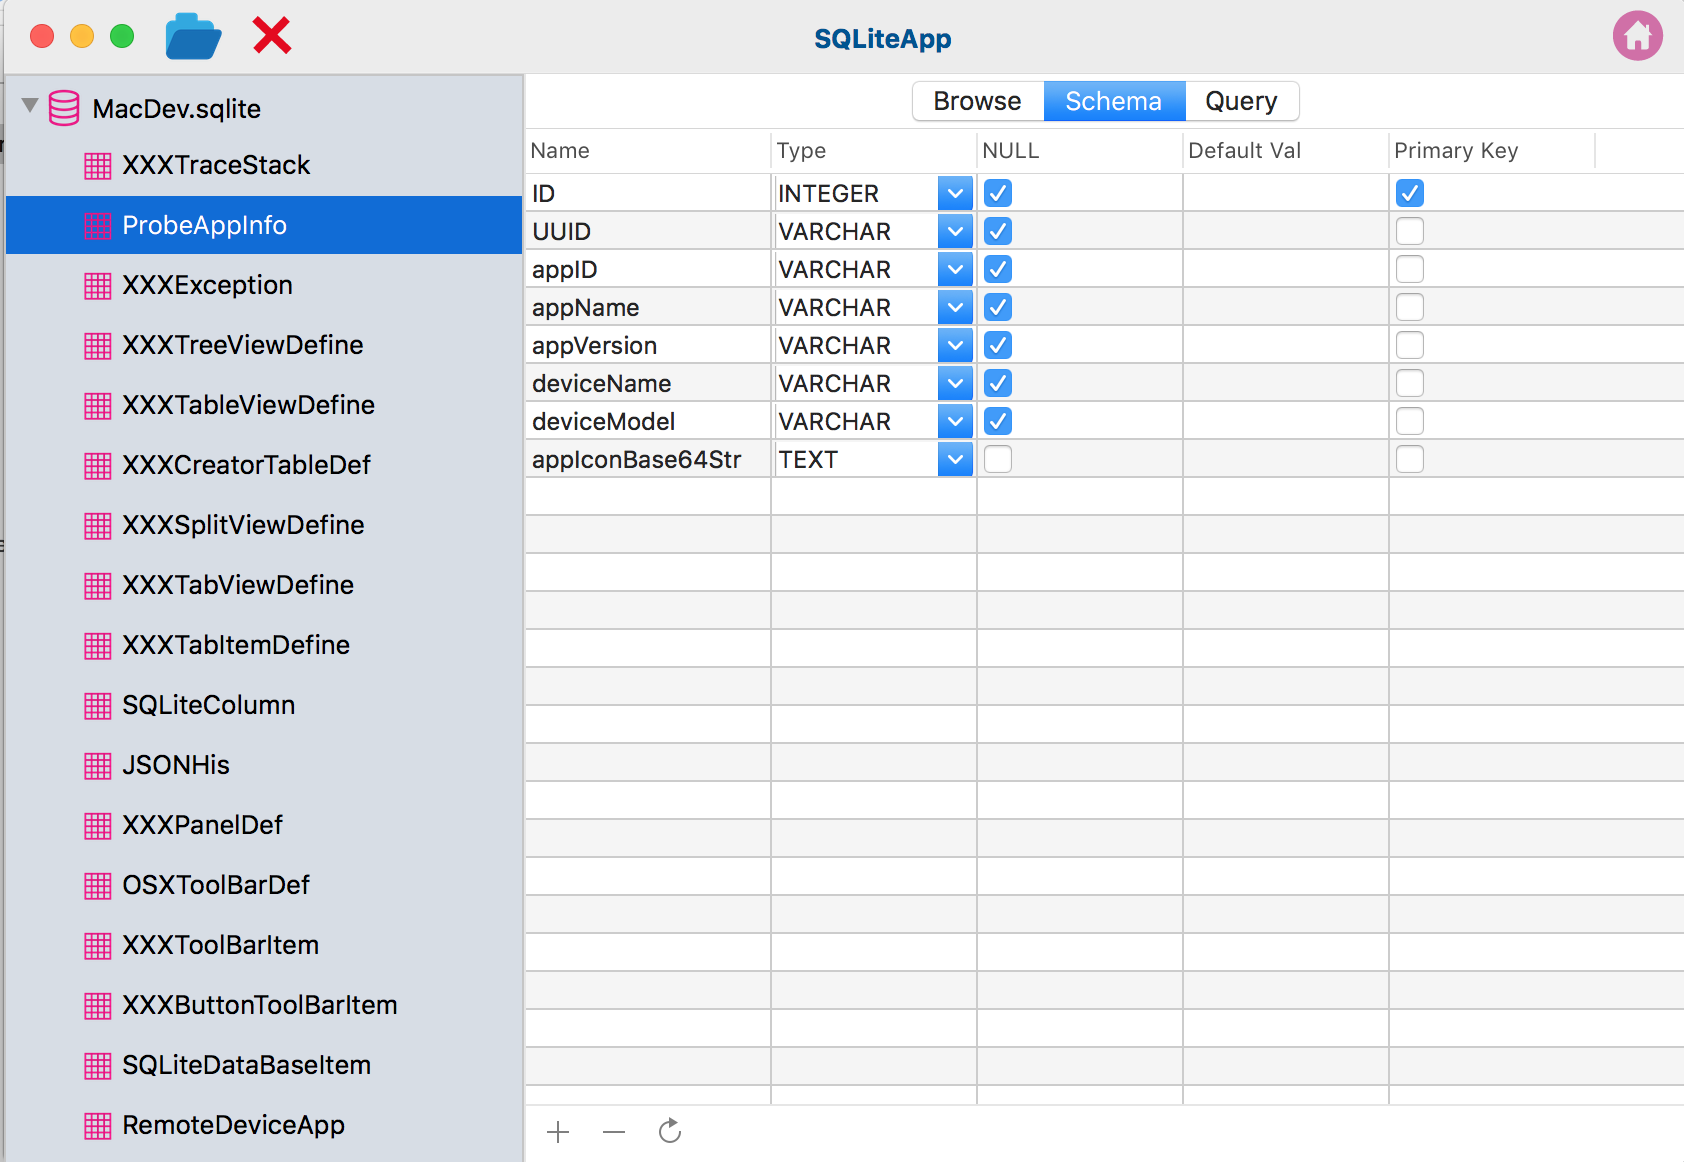 SQLiteApp
MacDev.sqlite
XXXTraceStack
ProbeAppInfo
XXXException
XXXTreeViewDefine
XXXTableViewDefine
XXXCreatorTableDef
XXXSplitViewDefine
XXXTabViewDefine
XXXTabItemDefine
SQLiteColumn
JSONHis
XXXPanelDef
OSXToolBarDef
XXXToolBarItem
XXXButtonToolBarItem
SQLiteDataBaseItem
RemoteDeviceApp
Browse Schema Query
Name Type NULL Default Val Primary Key
ID INTEGER
UUID VARCHAR
appID VARCHAR
appName VARCHAR
appVersion VARCHAR
deviceName VARCHAR
deviceModel VARCHAR
appIconBase64Str TEXT